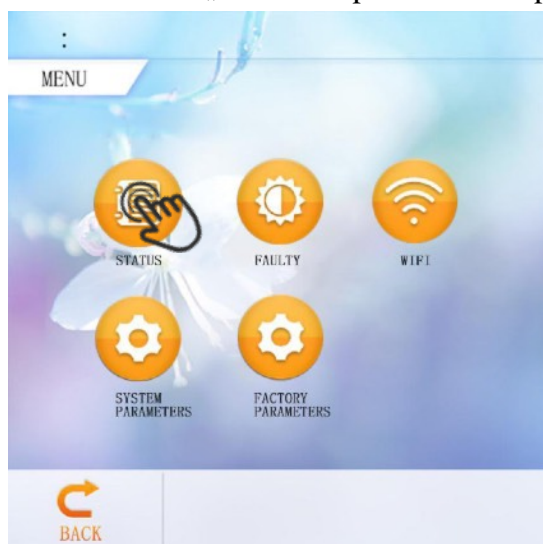 :
MENU
STATUS
FAULTY
WIFI
SYSTEM
PARAMETERS
FACTORY
PARAMETERS
BACK